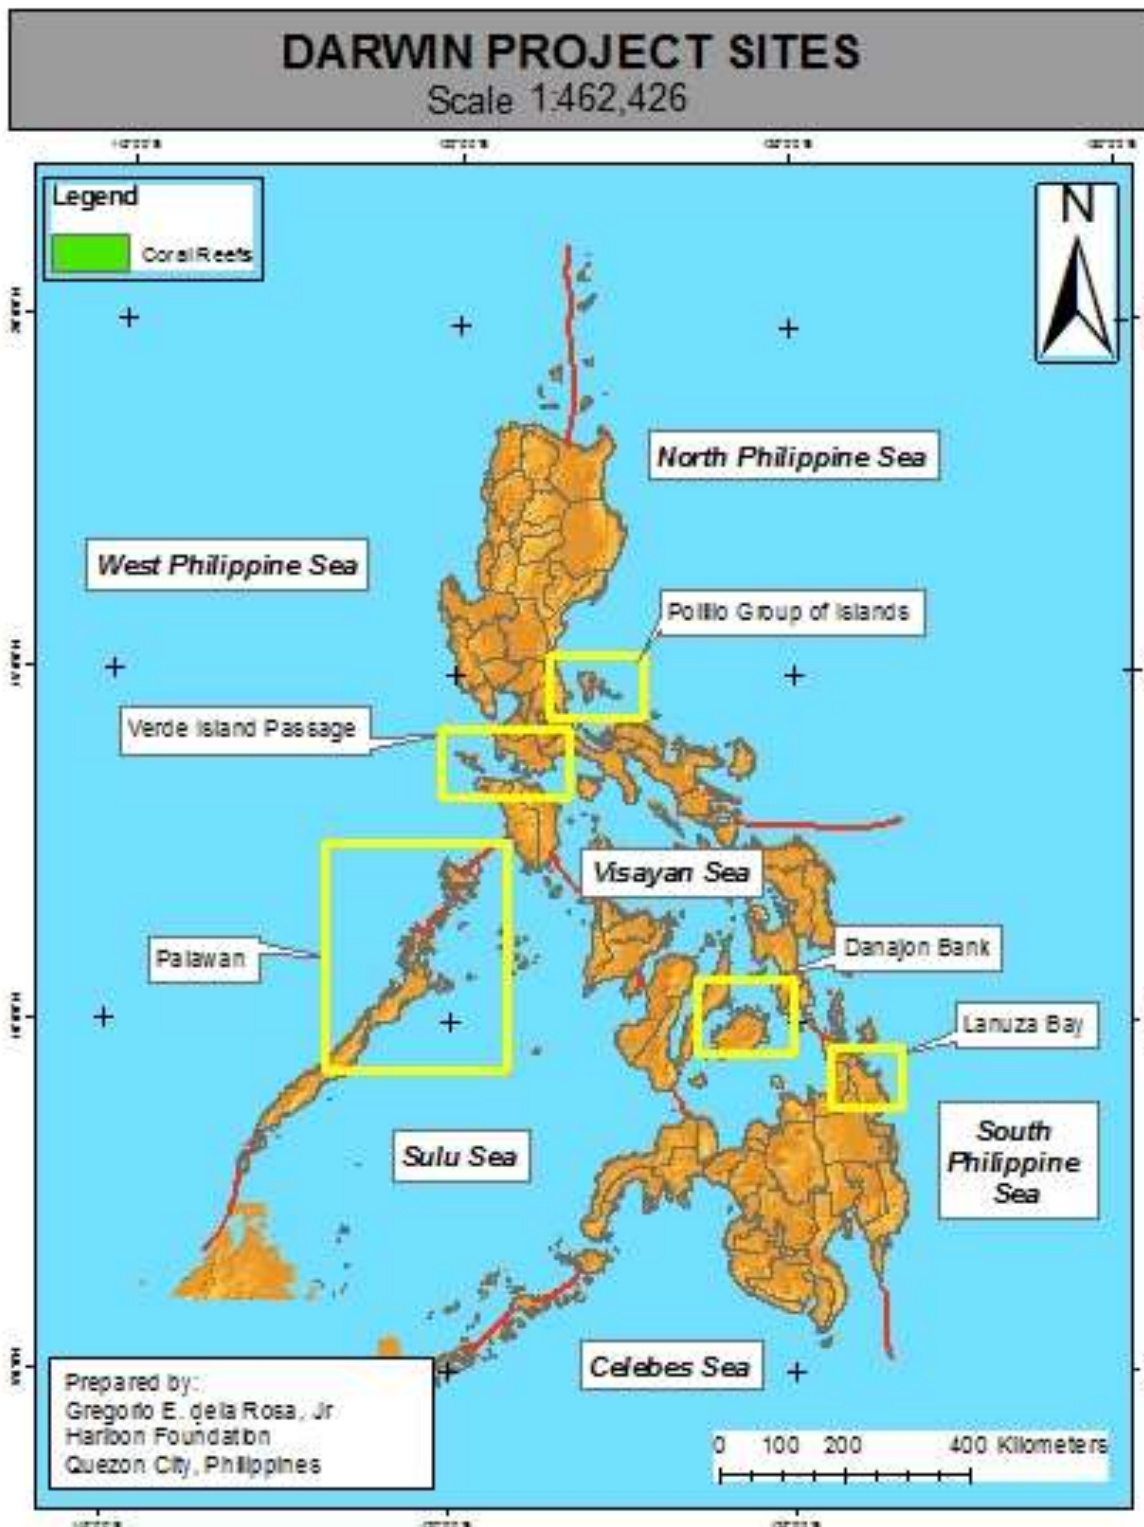 DARWIN PROJECT SITES
Scale 1:462,426
Legend
Coral Reefs
N
North Philippine Sea
West Philippine Sea
Polillo Group of Islands
Verde Island Passage
Visayan Sea
Danajon Bank
Palawan
Lanuza Bay
South
Philippine
Sea
Sulu Sea
Celebes Sea
Prepared by:
Gregorio E. dela Rosa, Jr
Haribon Foundation
Quezon City, Philippines
0 100 200 400 Kilometers